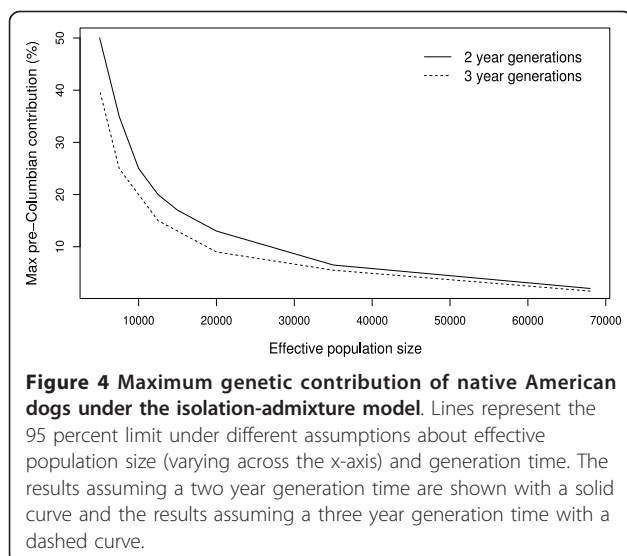 50
40
30
20
10
Max pre-Columbian contribution (%)
2 year generations
3 year generations
10000 20000 30000 40000 50000 60000 70000
Effective population size
Figure 4 Maximum genetic contribution of native American
dogs under the isolation-admixture model. Lines represent the
95 percent limit under different assumptions about effective
population size (varying across the x-axis) and generation time. The
results assuming a two year generation time are shown with a solid
curve and the results assuming a three year generation time with a
dashed curve.